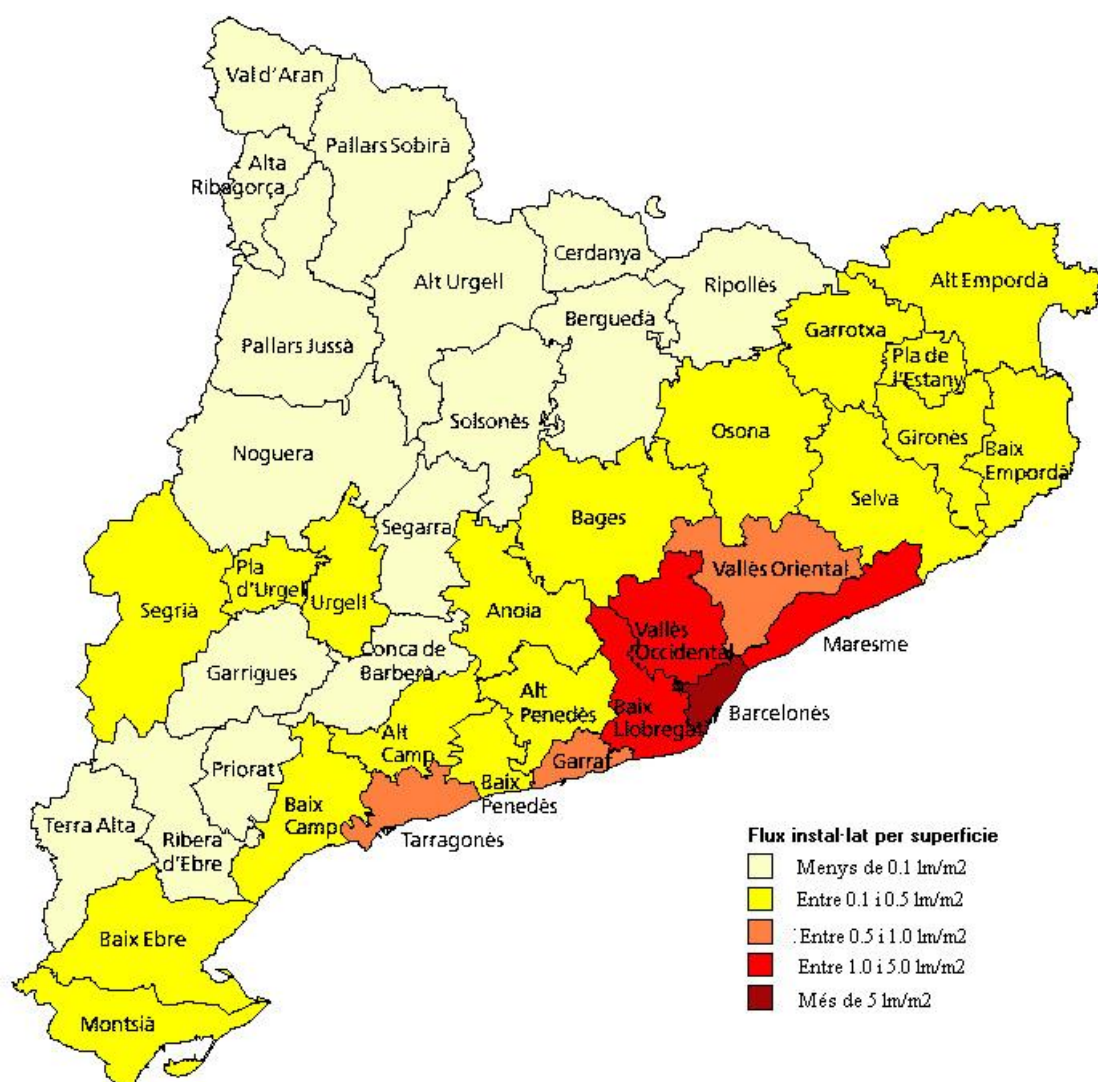 Val d'Aran
Pallars Sobirà
Alta
Ribagorça
Cerdanya
Alt Urgell
Ripollès
Alt Empordà
Berguedà
Garrotxa
Pallars Jussà
Pla de
l'Estany
Solsonès
Osona
Gironès
Noguera
Baix
Empordà
Selva
Bages
Segarra
Pla
d'Urgell
Vallès Oriental
Urgell
Segrià
Anoia
Vallès
Occidental
Maresme
Conca de
Barberà
Garrigues
Alt
Penedès
Baix
Llobregat
Barcelonès
Alt
Camp
Garraf
Priorat
Baix
Penedès
Baix
Camp
Terra Alta
Ribera
d'Ebre
Tarragonès
Baix Ebre
Montsià
Flux instal·lat per superficie
Menys de 0.1 lm/m2
Entre 0.1 i 0.5 lm/m2
:Entre 0.5 i 1.0 lm/m2
Entre 1.0 i 5.0 lm/m2
Més de 5 lm/m2